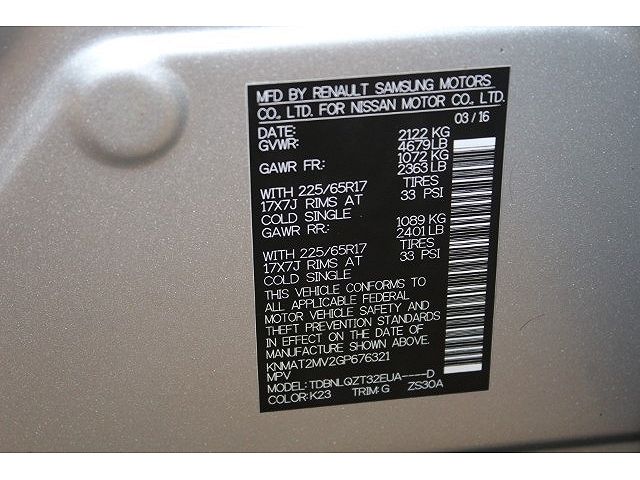 MFD BY RENAULT SAMSUNG MOTORS
CO., LTD. FOR NISSAN MOTOR CO., LTD.
03/16
DATE: 2122 KG
GVWR: 4679 LB
1072 KG
GAWR FR: 2363 LB
WITH 225/65R17 TIRES
17X7J RIMS AT 33 PSI
COLD SINGLE 1089 KG
GAWR RR: 2401 LB
WITH 225/65R17 TIRES
17X7J RIMS AT 33 PSI
COLD SINGLE
THIS VEHICLE CONFORMS TO
ALL APPLICABLE FEDERAL
MOTOR VEHICLE SAFETY AND
THEFT PREVENTION STANDARDS
IN EFFECT ON THE DATE OF
MANUFACTURE SHOWN ABOVE.
KNMAT2MV2GP676321
MPV
MODEL: TDBNLQZT32EUA----D
COLOR: K23 TRIM: G ZS30A